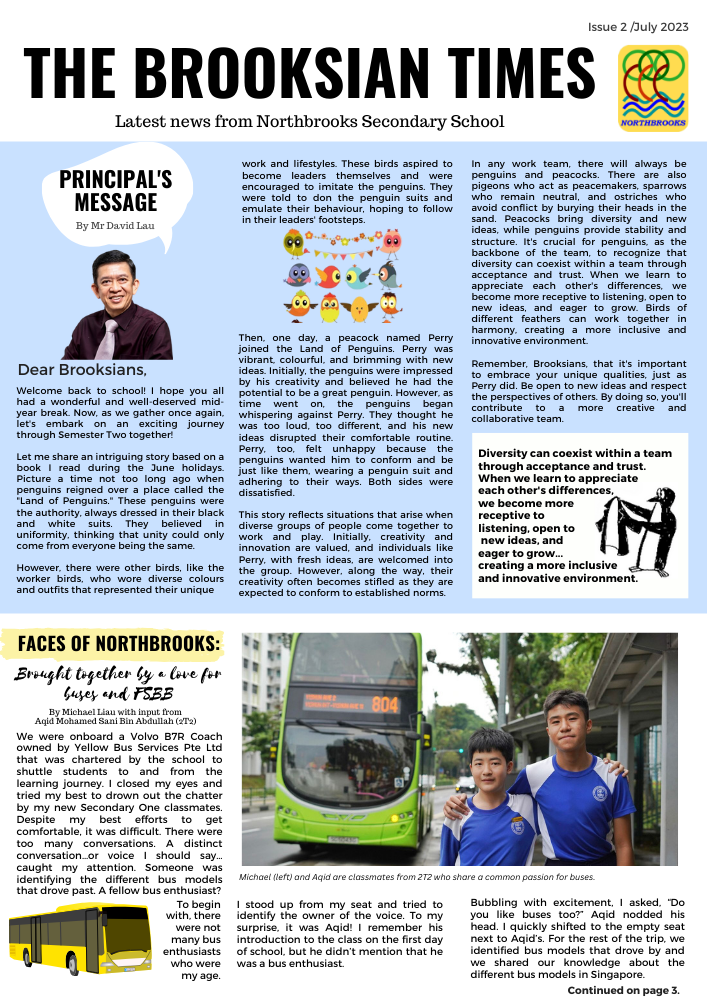 Issue 2 /July 2023
THE BROOKSIAN TIMES
Latest news from Northbrooks Secondary School
NORTHBROOKS
PRINCIPAL'S
MESSAGE
By Mr David Lau
Dear Brooksians,
Welcome back to school! I hope you all
had a wonderful and well-deserved mid-
year break. Now, as we gather once again,
let's embark on an exciting journey
through Semester Two together!
Let me share an intriguing story based on a
book I read during the June holidays.
Picture a time not too long ago when
penguins reigned over a place called the
"Land of Penguins." These penguins were
the authority, always dressed in their black
and white suits. They believed in
uniformity, thinking that unity could only
come from everyone being the same.
However, there were other birds, like the
worker birds, who wore diverse colours
and outfits that represented their unique
work and lifestyles. These birds aspired to
become leaders themselves and were
encouraged to imitate the penguins. They
were told to don the penguin suits and
emulate their behaviour, hoping to follow
in their leaders' footsteps.
Then, one day, a peacock named Perry
joined the Land of Penguins. Perry was
vibrant, colourful, and brimming with new
ideas. Initially, the penguins were impressed
by his creativity and believed he had the
potential to be a great penguin. However, as
time went on, the penguins began
whispering against Perry. They thought he
was too loud, too different, and his new
ideas disrupted their comfortable routine.
Perry, too, felt unhappy because the
penguins wanted him to conform and be
just like them, wearing a penguin suit and
adhering to their ways. Both sides were
dissatisfied.
This story reflects situations that arise when
diverse groups of people come together to
work and play. Initially, creativity and
innovation are valued, and individuals like
Perry, with fresh ideas, are welcomed into
the group. However, along the way, their
creativity often becomes stifled as they are
expected to conform to established norms.
In any work team, there will always be
penguins and peacocks. There are also
pigeons who act as peacemakers, sparrows
who remain neutral, and ostriches who
avoid conflict by burying their heads in the
sand. Peacocks bring diversity and new
ideas, while penguins provide stability and
structure. It's crucial for penguins, as the
backbone of the team, to recognize that
diversity can coexist within a team through
acceptance and trust. When we learn to
appreciate each other's differences, we
become more receptive to listening, open to
new ideas, and eager to grow. Birds of
different feathers can work together in
harmony, creating a more inclusive and
innovative environment.
Remember, Brooksians, that it's important
to embrace your unique qualities, just as
Perry did. Be open to new ideas and respect
the perspectives of others. By doing so, you'll
contribute to a more creative and
collaborative team.
Diversity can coexist within a team
through acceptance and trust.
When we learn to appreciate
each other's differences,
we become more
receptive to
listening, open to
new ideas, and
eager to grow...
creating a more inclusive
and innovative environment.
FACES OF NORTHBROOKS:
Brought together by a love for
buses and FSBB
By Michael Liau with input from
Aqid Mohamed Sani Bin Abdullah (2T2)
We were onboard a Volvo B7R Coach
owned by Yellow Bus Services Pte Ltd
that was chartered by the school to
shuttle students to and from the
learning journey. I closed my eyes and
tried my best to drown out the chatter
by my new Secondary One classmates.
Despite my best efforts to get
comfortable, it was difficult. There were
too many conversations. A distinct
conversation…or voice I should say…
caught my attention. Someone was
identifying the different bus models
that drove past. A fellow bus enthusiast?
To begin
with, there
were not
many bus
enthusiasts
who were
my age.
804
Michael (left) and Aqid are classmates from 2T2 who share a common passion for buses.
I stood up from my seat and tried to
identify the owner of the voice. To my
surprise, it was Aqid! I remember his
introduction to the class on the first day
of school, but he didn't mention that he
was a bus enthusiast.
Bubbling with excitement, I asked, "Do
you like buses too?" Aqid nodded his
head. I quickly shifted to the empty seat
next to Aqid's. For the rest of the trip, we
identified bus models that drove by and
we shared our knowledge about the
different bus models in Singapore.
Continued on page 3.